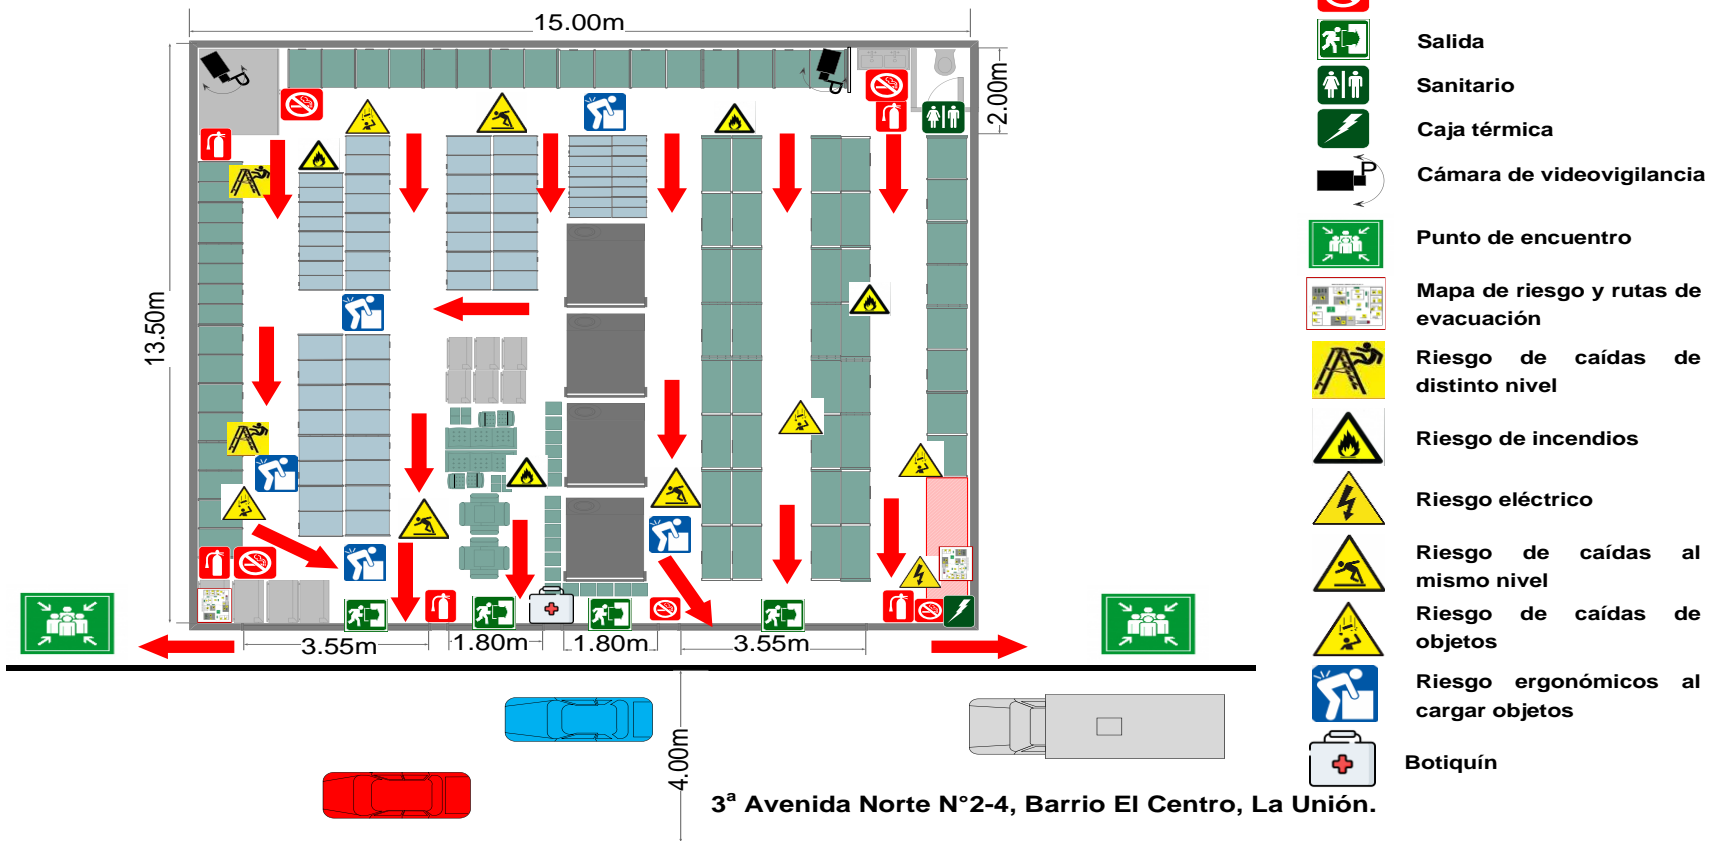 15.00m
2.00m
13.50m
3.55m
1.80m
1.80m
3.55m
4.00m
3ª Avenida Norte N°2-4, Barrio El Centro, La Unión.
Salida
Sanitario
Caja térmica
P
Cámara de videovigilancia
Punto de encuentro
Mapa de riesgo y rutas de
evacuación
Riesgo de caídas de
distinto nivel
Riesgo de incendios
Riesgo eléctrico
Riesgo de caídas al
mismo nivel
Riesgo de caídas de
objetos
Riesgo ergonómicos al
cargar objetos
Botiquín